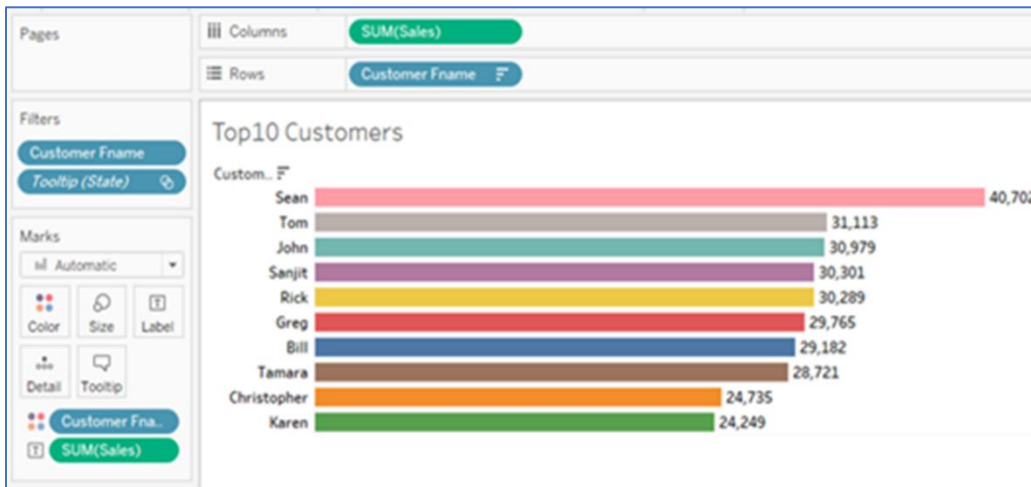 Pages
Columns SUM(Sales)
Rows Customer Fname
Filters
Customer Fname
Tooltip (State)
Marks
Automatic
Color Size Label
Detail Tooltip
Customer Fna..
SUM(Sales)
Top10 Customers
Custom..
Sean 40,702
Tom 31,113
John 30,979
Sanjit 30,301
Rick 30,289
Greg 29,765
Bill 29,182
Tamara 28,721
Christopher 24,735
Karen 24,249